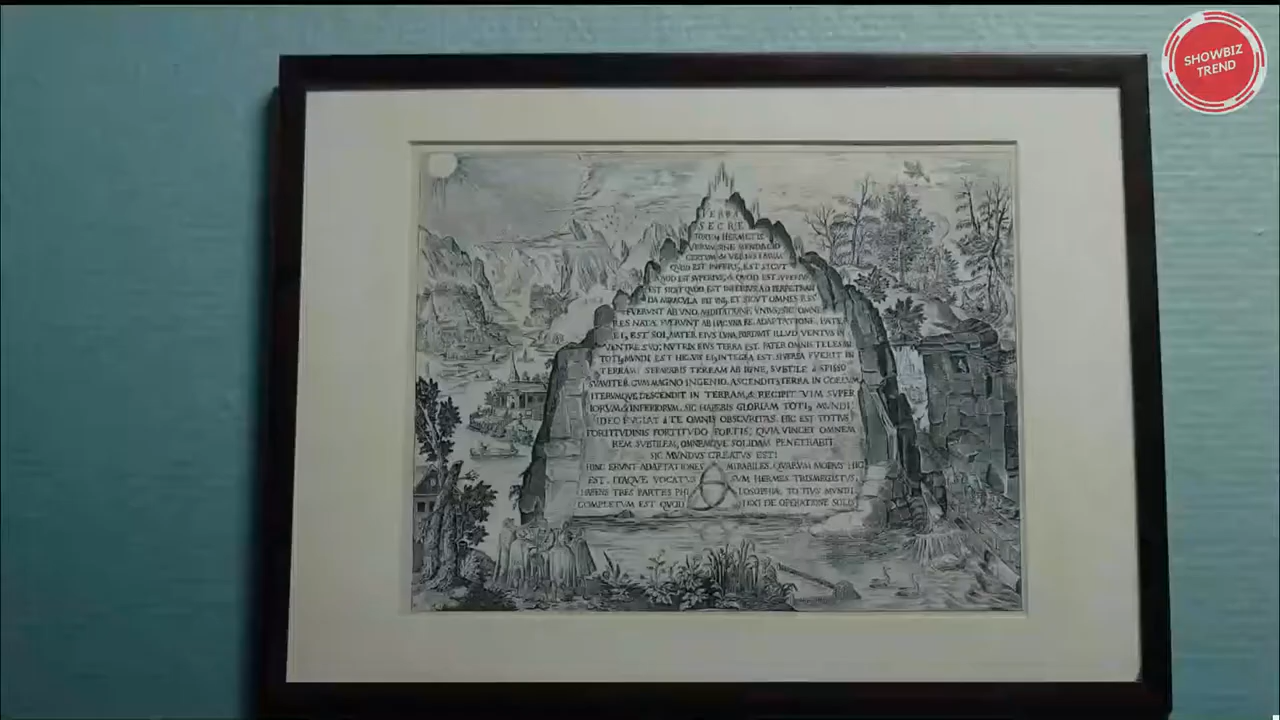 SHOWBIZ
TREND
SECRE
TORUM HERMETIS
VERUM SINE MENDACIO
CERTUM & VERISSIMUM
QUOD EST INFERIUS, EST SICUT
QUOD EST SUPERIUS, & QUOD EST SUPERIUS
EST SICUT QUOD EST INFERIUS, AD PERPETRAN
DA MIRACULA REI UNIUS, ET SICUT OMNES RES
FUERUNT AB UNO, MEDITATIONE UNIUS, SIC OMNES
RES NATÆ FUERUNT AB HAC UNA RE, ADAPTATIONE, PATER
EIUS EST SOL, MATER EIUS LUNA, PORTAVIT ILLUD VENTUS IN
VENTRE SUO; NUTRIX EIUS TERRA EST. PATER OMNIS TELESMI
TOTIUS MUNDI EST HIC. VIS EIUS INTEGRA EST, SI VERSA FUERIT IN
TERRAM. SEPARABIS TERRAM AB IGNE, SUBTILE à SPISSO
SUAVITER CUM MAGNO INGENIO. ASCENDIT à TERRA IN COELUM
ITERUMQUE DESCENDIT IN TERRAM, & RECIPIT VIM SUPER
IORUM, & INFERIORUM. SIC HABEBIS GLORIAM TOTIUS MUNDI
IDEO FUGIAT à TE OMNIS OBSCURITAS. HIC EST TOTIUS
FORTITUDINIS FORTITUDO FORTIS; QUIA VINCET OMNEM
REM SUBTILEM, OMNEMQUE SOLIDAM PENETRABIT.
SIC MUNDUS CREATUS EST!
HINC ERUNT ADAPTATIONES MIRABILES, QUARUM MODUS HIC
EST. ITAQUE VOCATUS SUM HERMES TRISMEGISTUS,
HABENS TRES PARTES PHI LOSOPHIÆ TOTIUS MUNDI
COMPLETUM EST QUOD DIXI DE OPERATIONE SOLIS